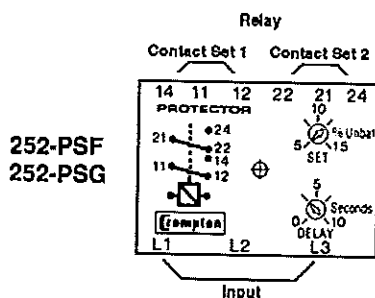 Relay
Contact Set 1 Contact Set 2
14 11 12 22 21 24
PROTECTOR
10
% Unbal
5 15
SET
24
21
22
14
11
12
252-PSF
252-PSG
5
Seconds
0 10
DELAY
Crompton
L1 L2 L3
Input